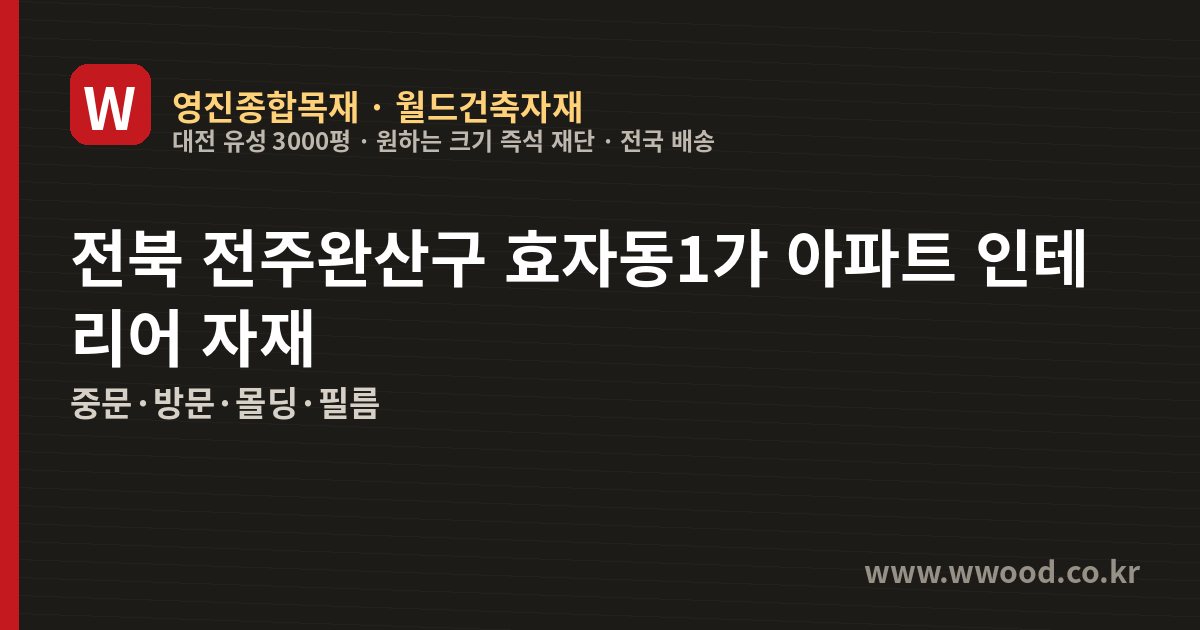 W
영진종합목재 · 월드건축자재
대전 유성 3000평 · 원하는 크기 즉석 재단 · 전국 배송
전북 전주완산구 효자동1가 아파트 인테
리어 자재
중문·방문·몰딩·필름
www.wwood.co.kr